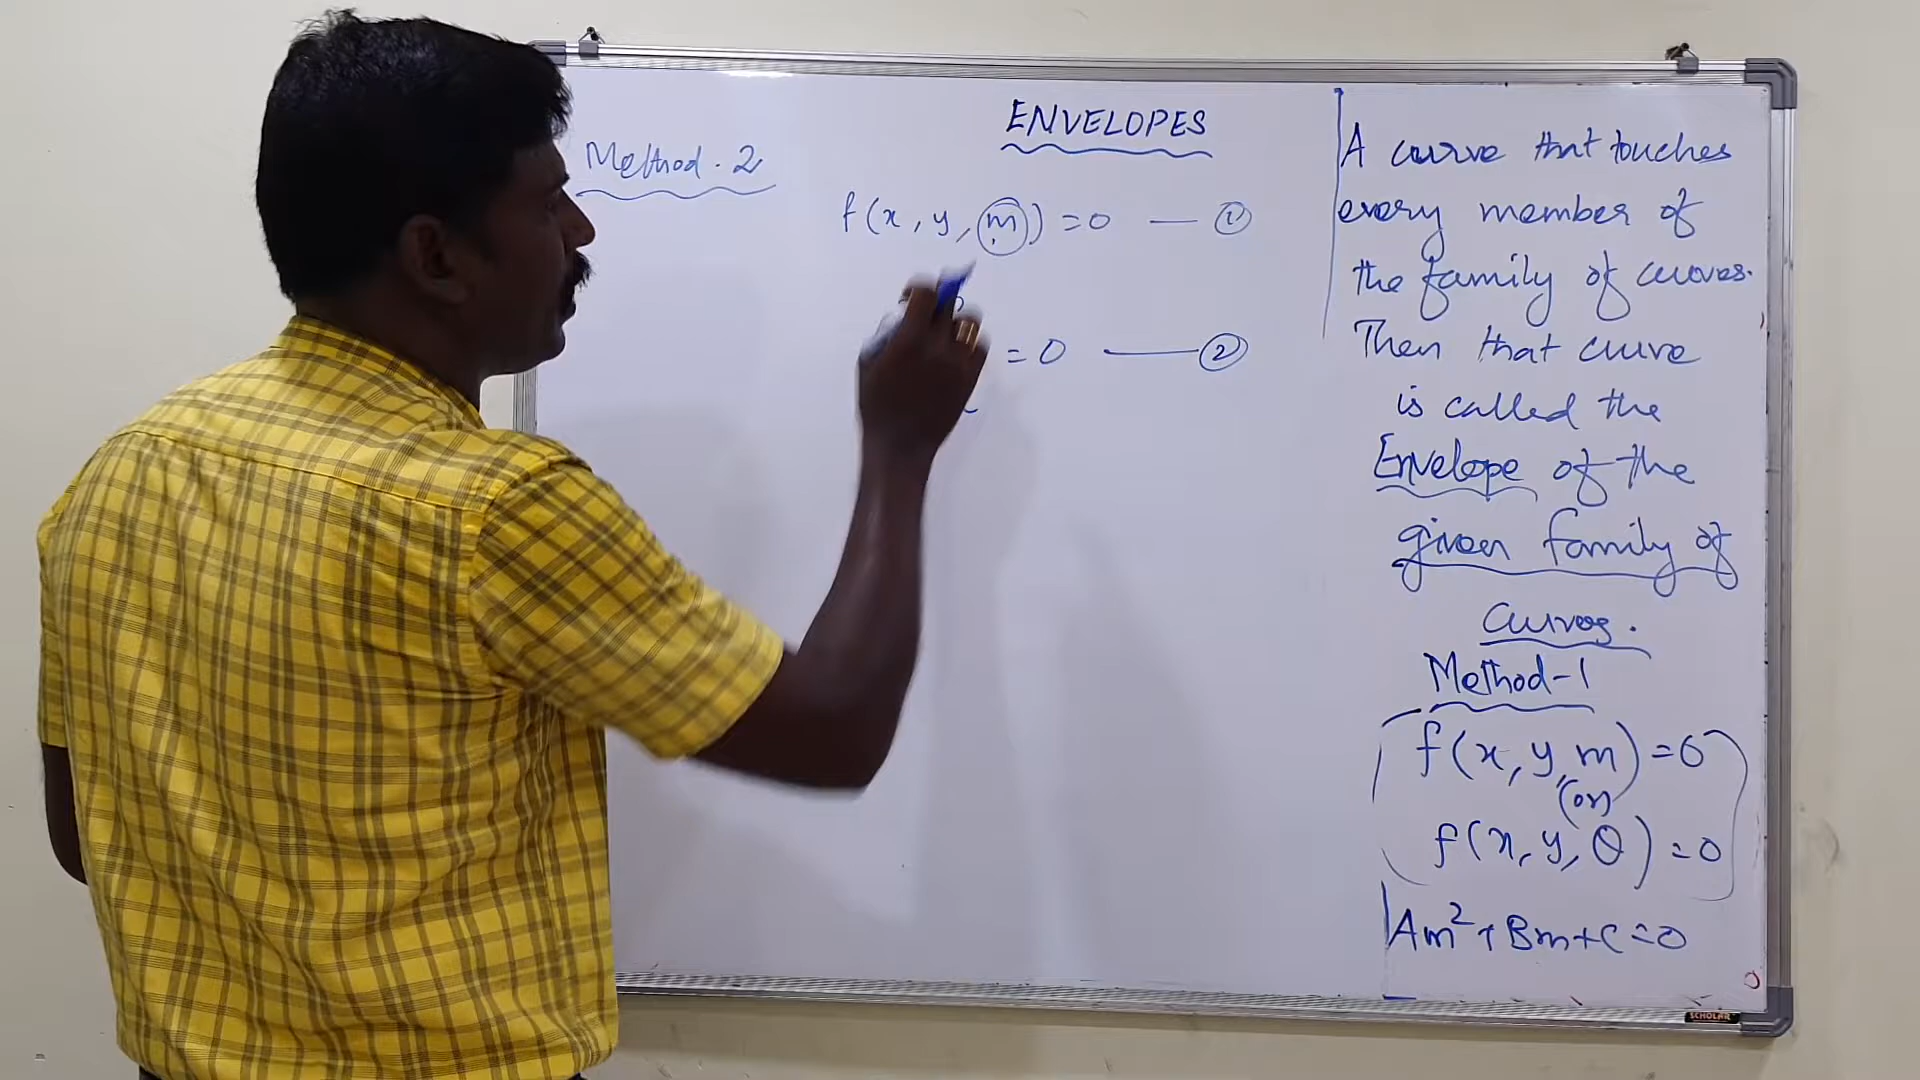 ENVELOPES
Method. 2
f(x, y, m) = 0 — ①
= 0 — ②
A curve that touches
every member of
the family of curves.
Then that curve
is called the
Envelope of the
given family of
Curves.
Method-1
f(x, y, m) = 0
(or)
f(x, y, θ) = 0
Am² + Bm + C = 0
SCHOLAR